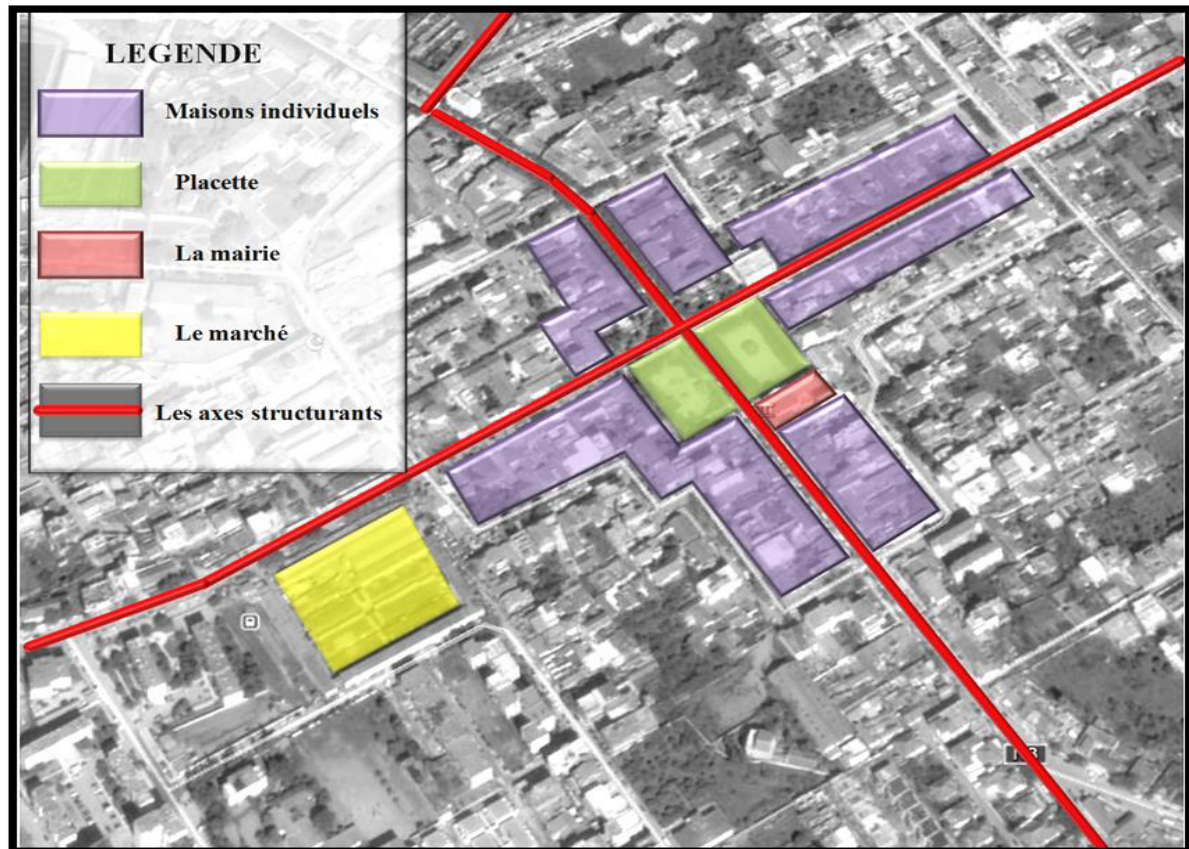 LEGENDE
Maisons individuels
Placette
La mairie
Le marché
Les axes structurants